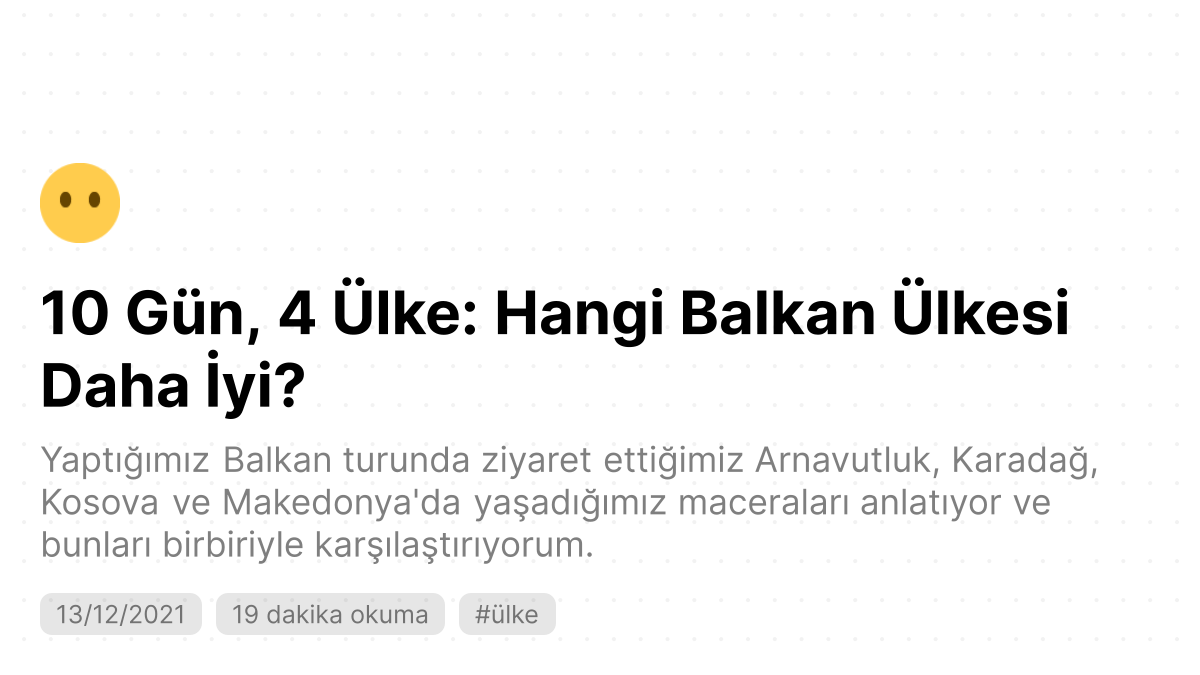 10 Gün, 4 Ülke: Hangi Balkan Ülkesi
Daha İyi?
Yaptığımız Balkan turunda ziyaret ettiğimiz Arnavutluk, Karadağ,
Kosova ve Makedonya'da yaşadığımız maceraları anlatıyor ve
bunları birbiriyle karşılaştırıyorum.
13/12/2021 19 dakika okuma #ülke